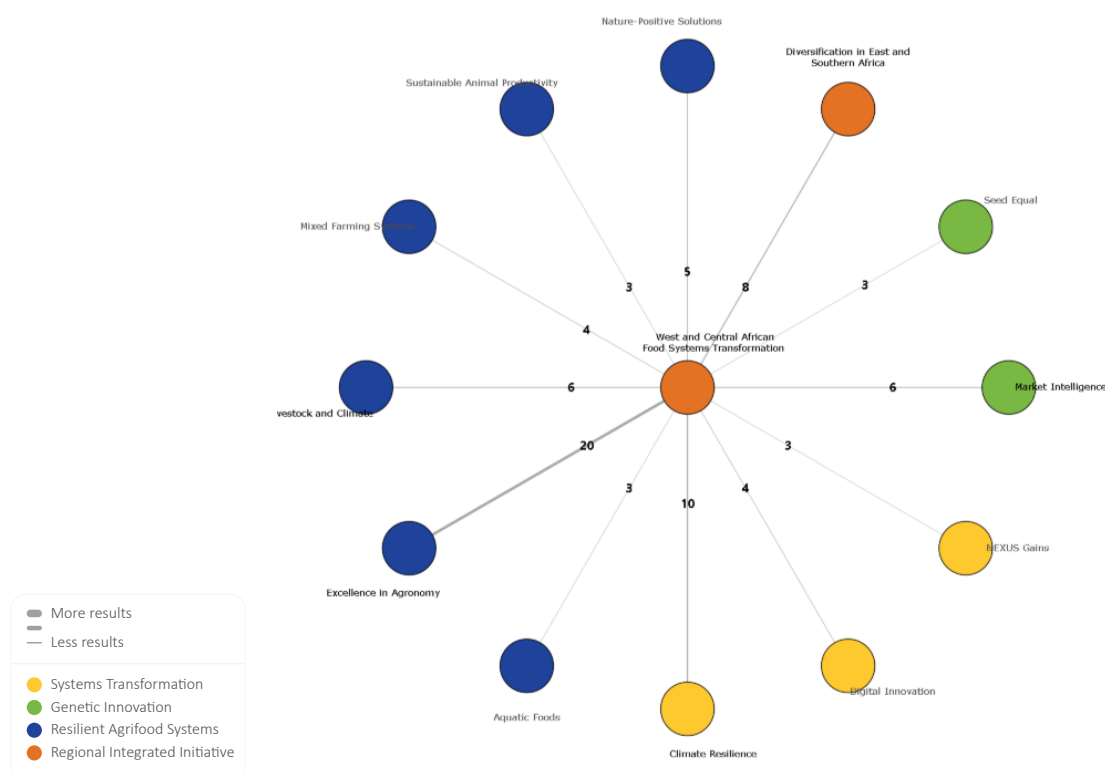 Nature-Positive Solutions
Diversification in East and
Southern Africa
Sustainable Animal Productivity
Seed Equal
Mixed Farming Systems
5
3
8
3
4
West and Central African
Food Systems Transformation
6
6
Market Intelligence
vestock and Climate
20
3
3
4
10
NEXUS Gains
Excellence in Agronomy
More results
Less results
Systems Transformation
Digital Innovation
Genetic Innovation
Aquatic Foods
Resilient Agrifood Systems
Regional Integrated Initiative
Climate Resilience